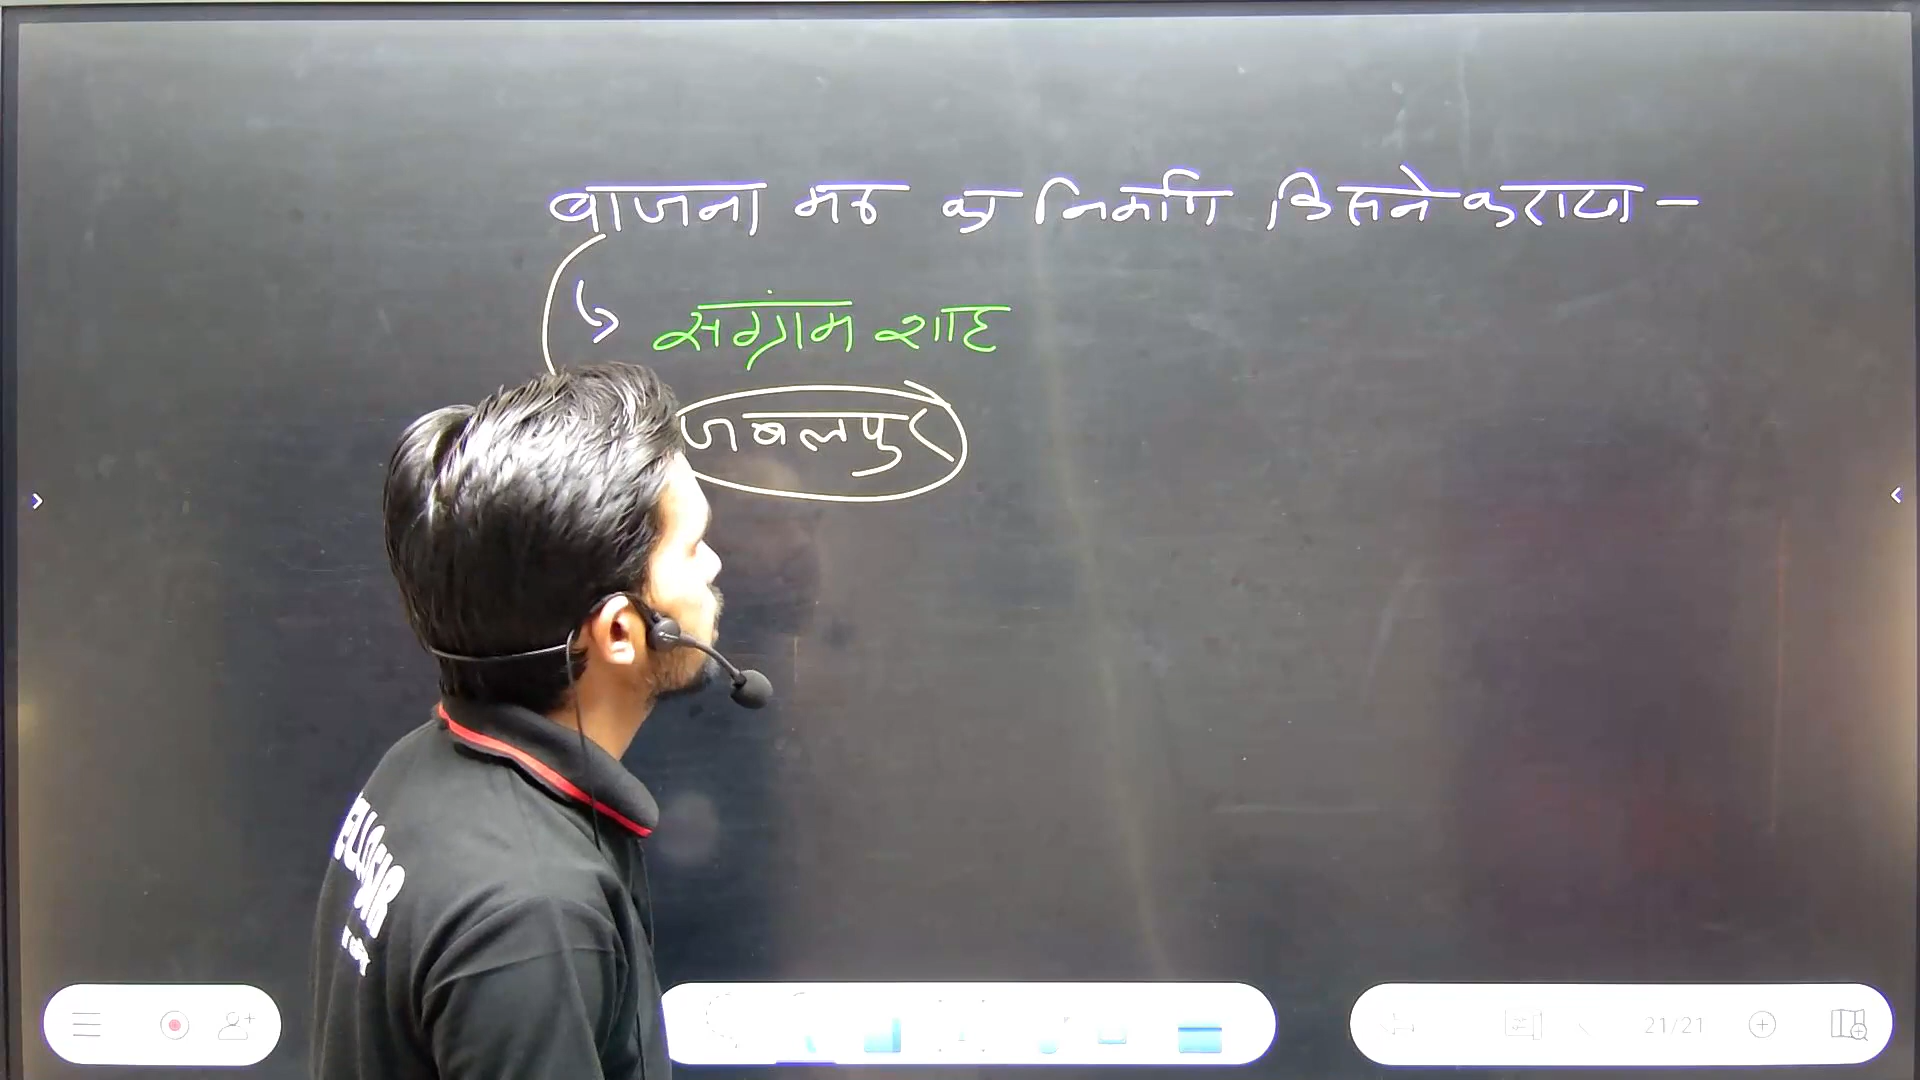 बाजना मठ का निर्माण किसने कराया -
संग्राम शाह
जबलपुर
21/21